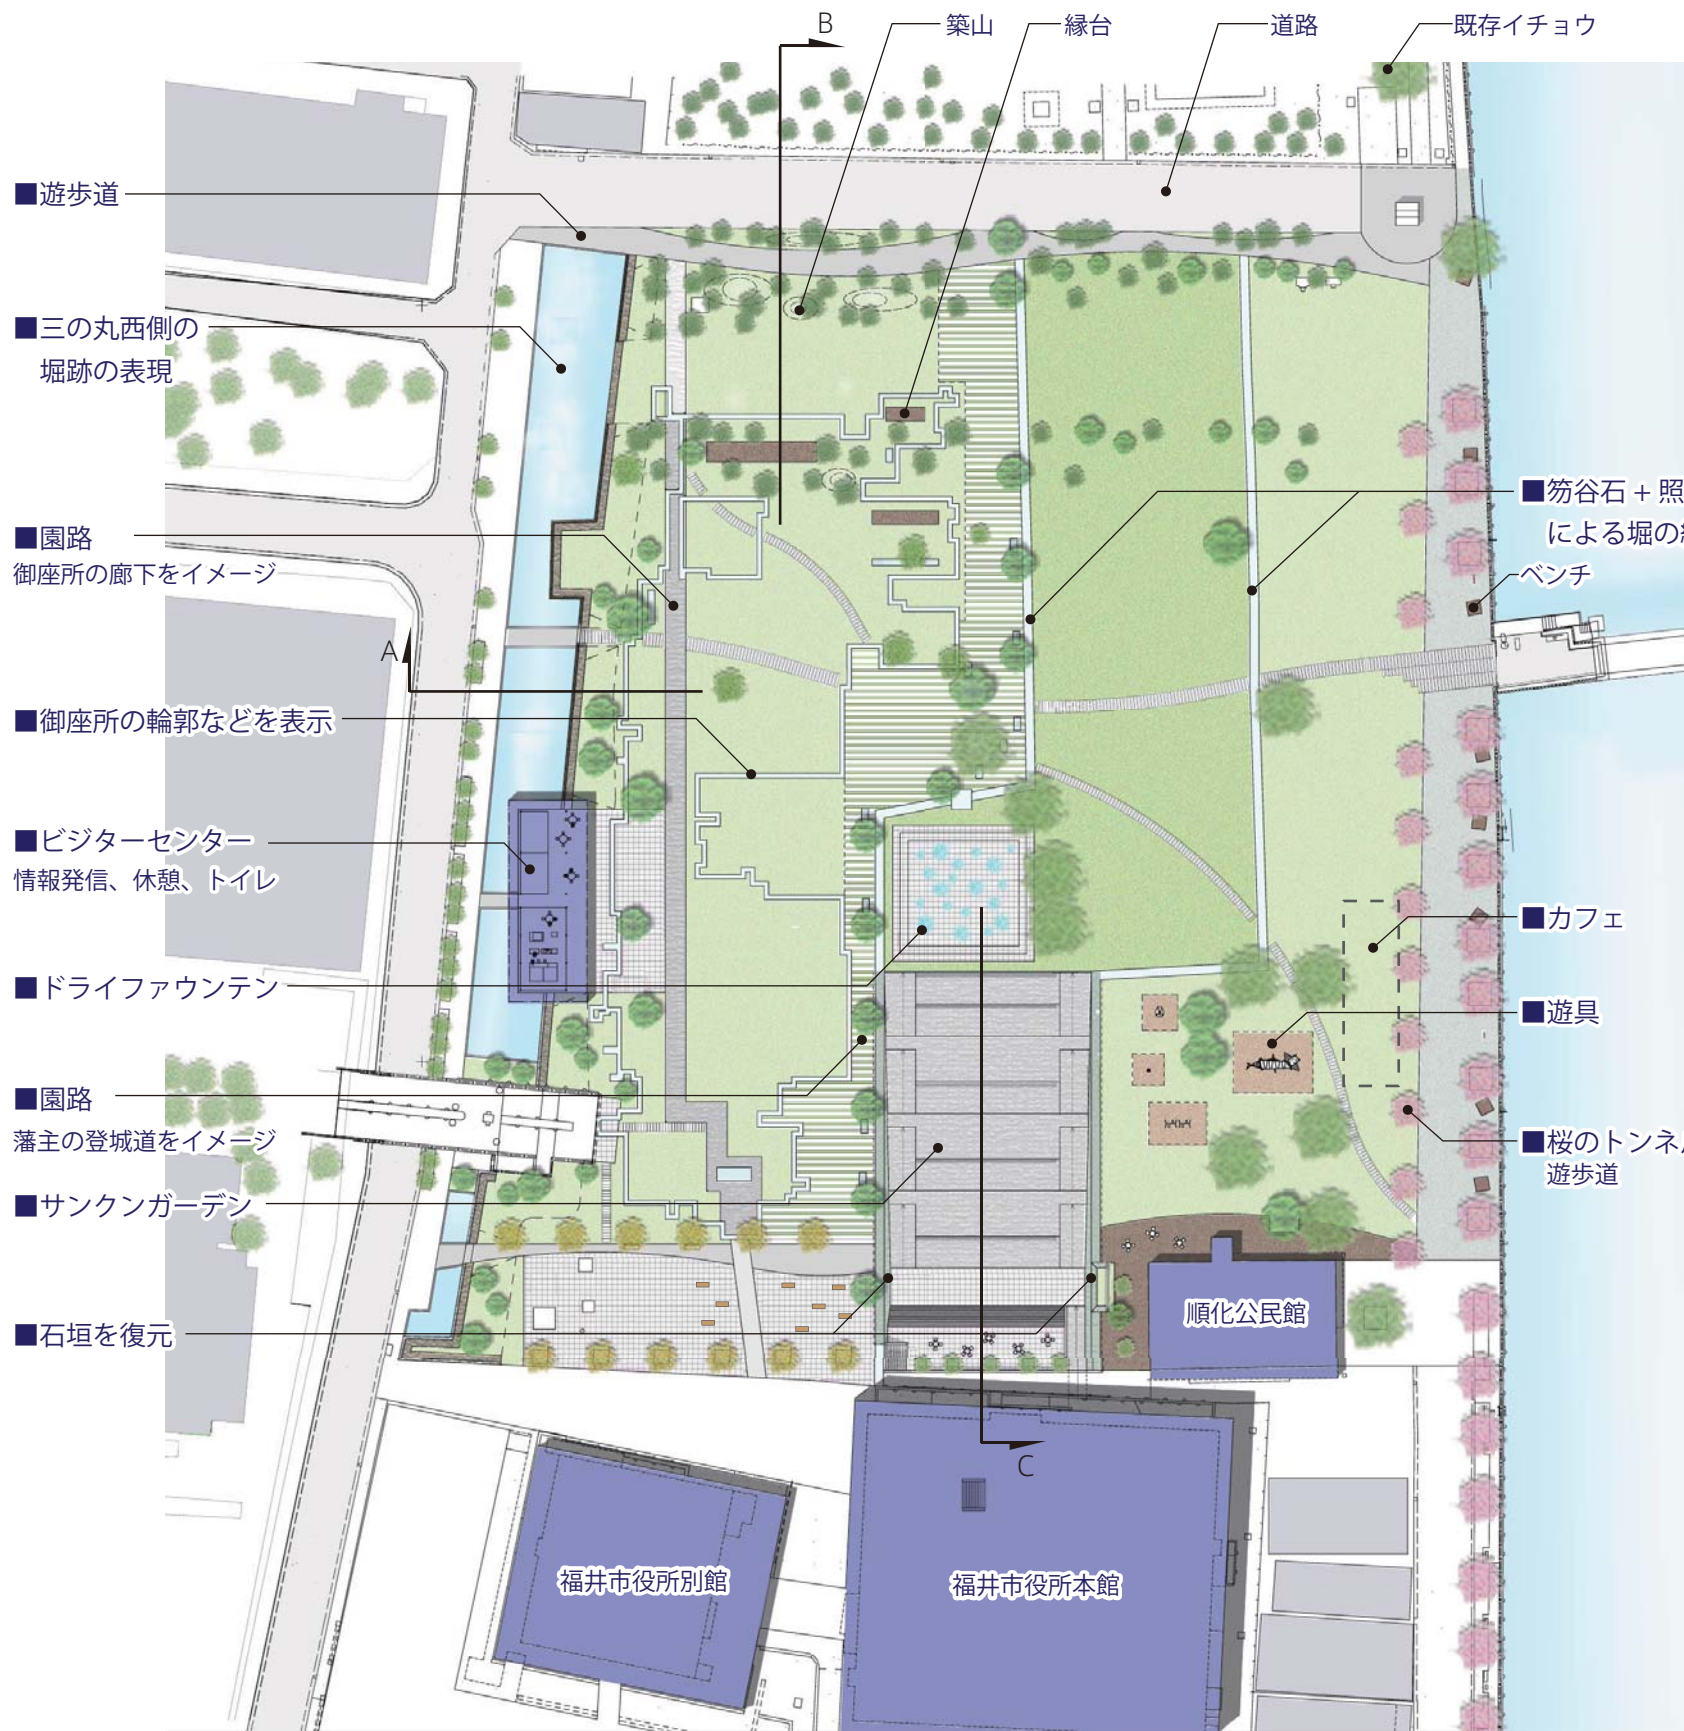 B
築山
縁台
道路
既存イチョウ
■遊歩道
■三の丸西側の
堀跡の表現
■笏谷石 + 照
による堀の
ベンチ
■園路
御座所の廊下をイメージ
A
■御座所の輪郭などを表示
■ビジターセンター
情報発信、休憩、トイレ
■カフェ
■ドライファウンテン
■遊具
■園路
藩主の登城道をイメージ
■桜のトンネル
遊歩道
■サンクンガーデン
■石垣を復元
順化公民館
C
福井市役所別館
福井市役所本館